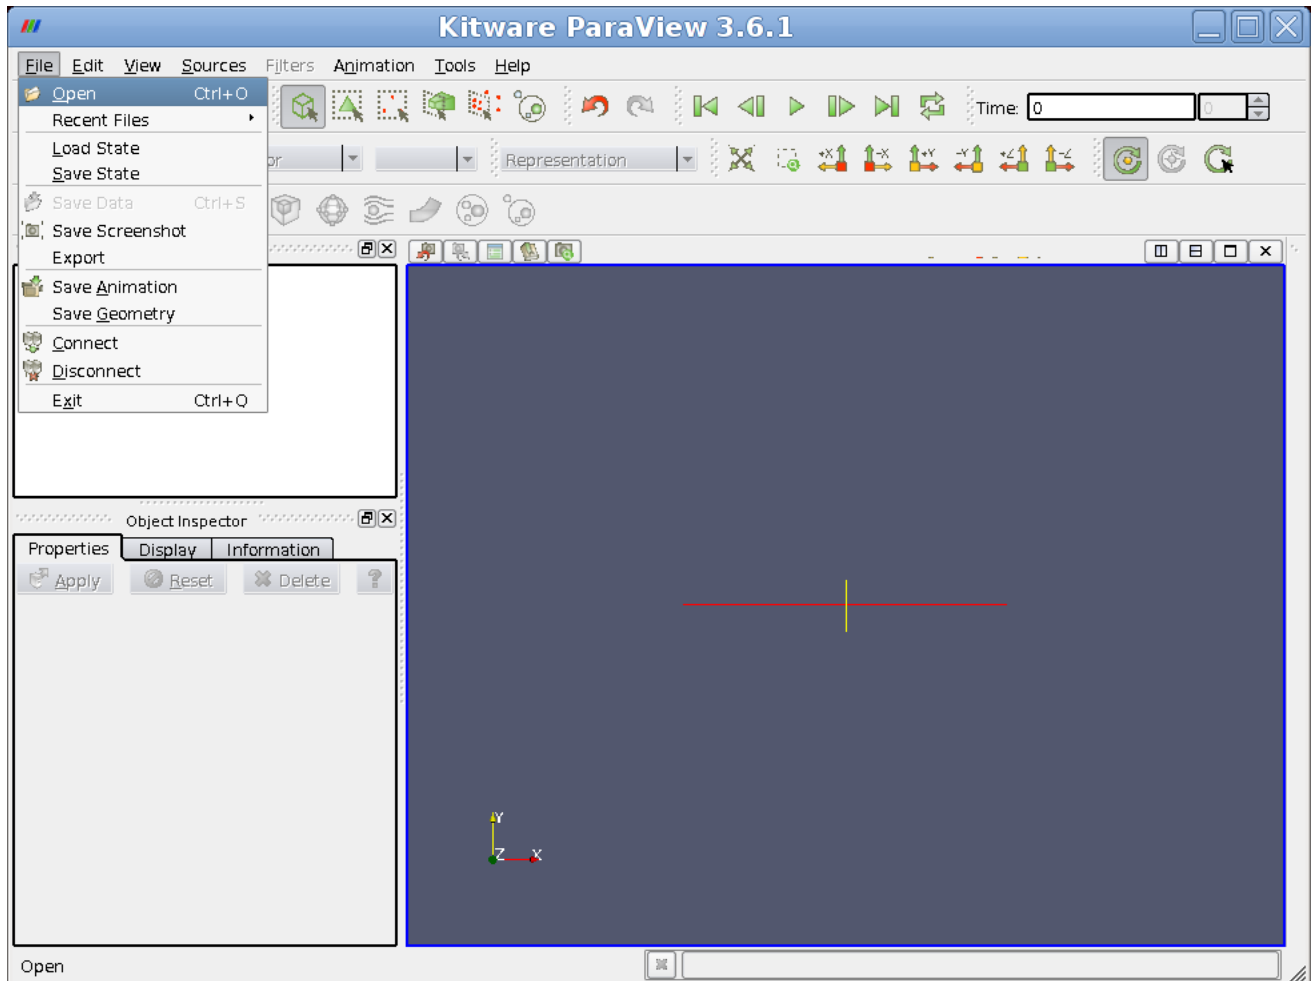 Kitware ParaView 3.6.1
File Edit View Sources Filters Animation Tools Help
Open Ctrl+O
Recent Files
Load State
Save State
Save Data Ctrl+S
Save Screenshot
Export
Save Animation
Save Geometry
Connect
Disconnect
Exit Ctrl+Q
Time: 0 0
or Representation
-X +Y -Y
Object Inspector
Properties Display Information
Apply Reset Delete ?
Y
Z X
Open